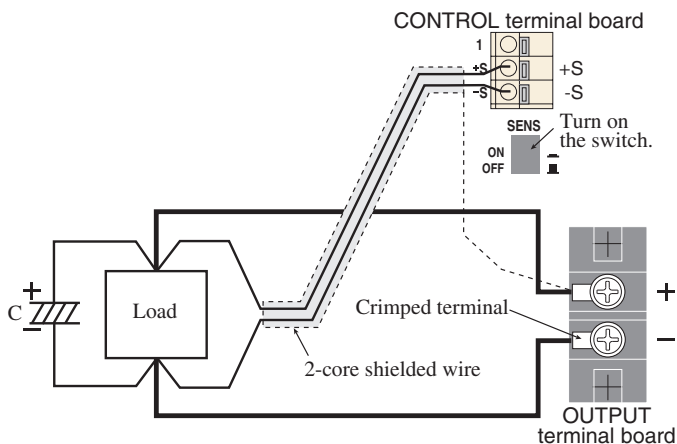 CONTROL terminal board
1
+S +S
-S -S
SENS
Turn on
the switch.
ON
OFF
+
C
−
Load
Crimped terminal
+
−
2-core shielded wire
OUTPUT
terminal board